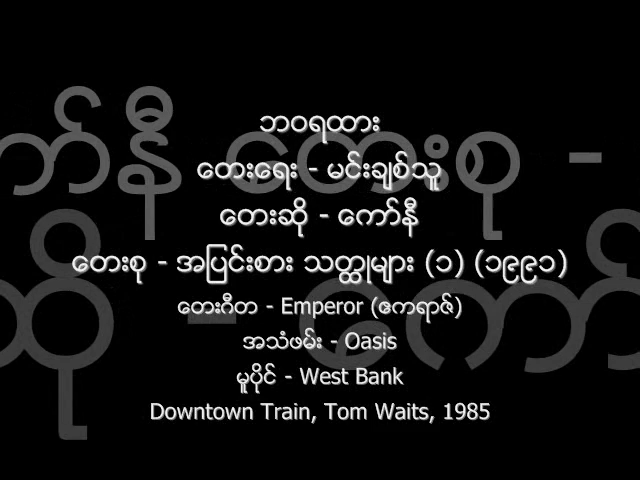 ဘဝရထား
တေးရေး - မင်းချစ်သူ
တေးဆို - ကော်နီ
တေးစု - အပြင်းစား သတ္ထုများ (၁) (၁၉၉၁)
တေးဂီတ - Emperor (ဧကရာဇ်)
အသံဖမ်း - Oasis
မူပိုင် - West Bank
Downtown Train, Tom Waits, 1985